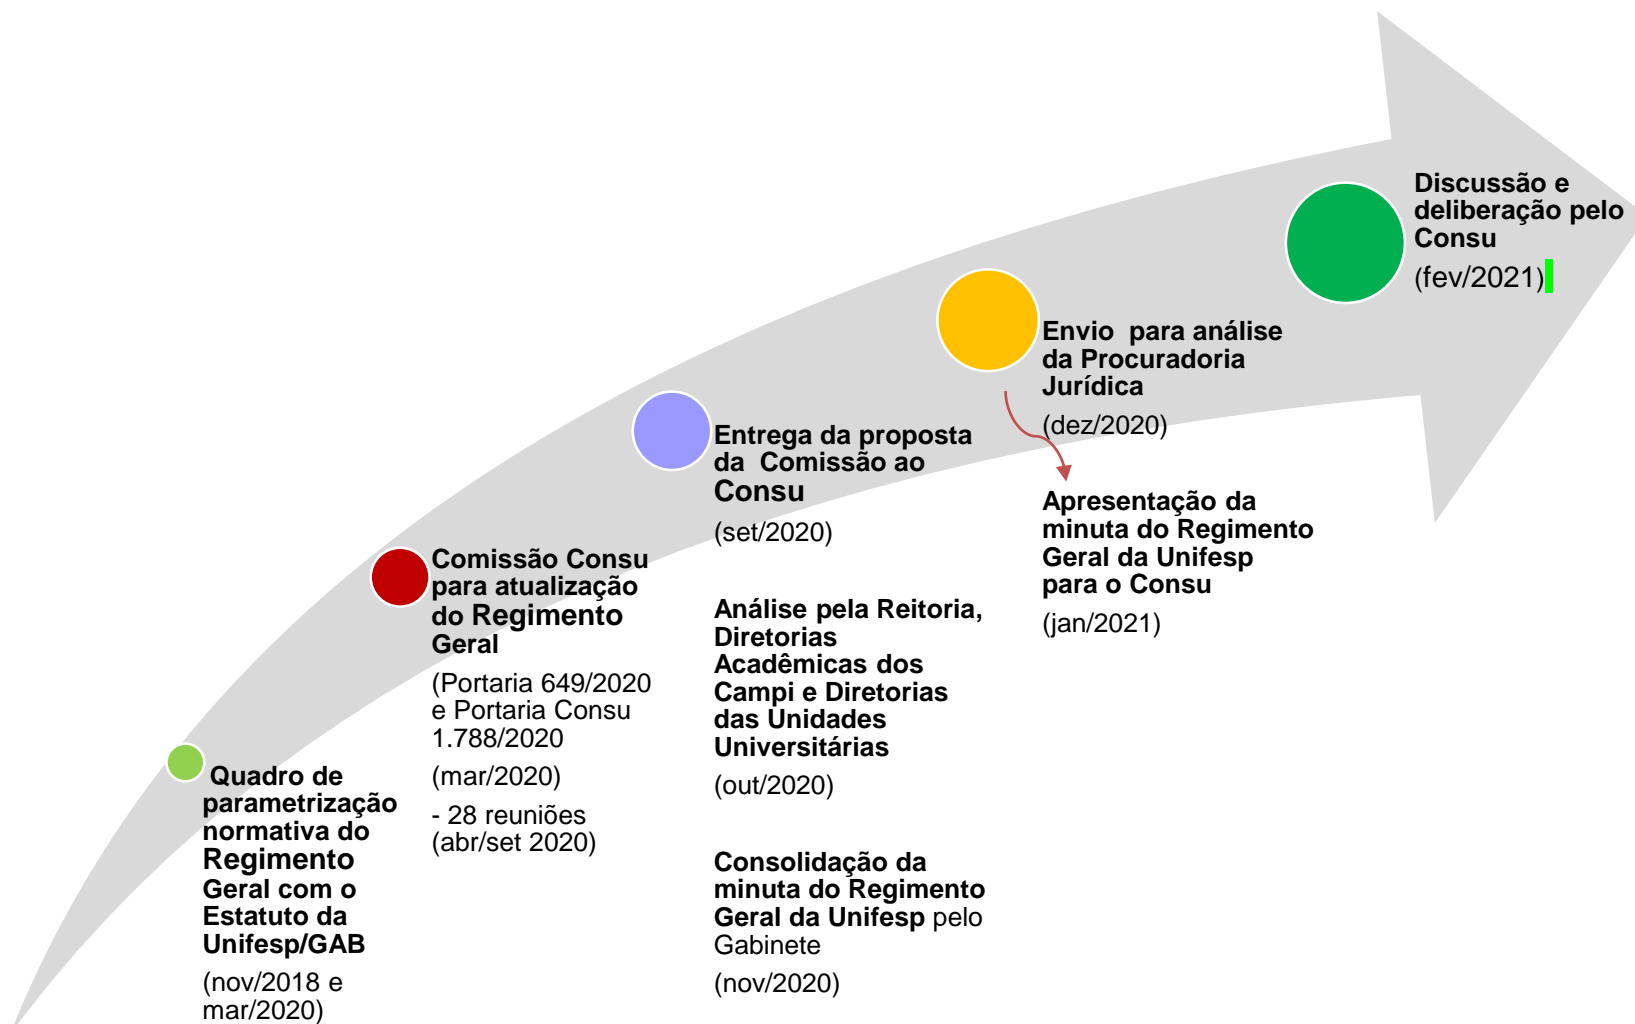 Quadro de
parametrização
normativa do
Regimento
Geral com o
Estatuto da
Unifesp/GAB
(nov/2018 e
mar/2020)
Comissão Consu
para atualização
do Regimento
Geral
(Portaria 649/2020
e Portaria Consu
1.788/2020
(mar/2020)
- 28 reuniões
(abr/set 2020)
Entrega da proposta
da Comissão ao
Consu
(set/2020)
Análise pela Reitoria,
Diretorias
Acadêmicas dos
Campi e Diretorias
das Unidades
Universitárias
(out/2020)
Consolidação da
minuta do Regimento
Geral da Unifesp pelo
Gabinete
(nov/2020)
Envio para análise
da Procuradoria
Jurídica
(dez/2020)
Apresentação da
minuta do Regimento
Geral da Unifesp
para o Consu
(jan/2021)
Discussão e
deliberação pelo
Consu
(fev/2021)